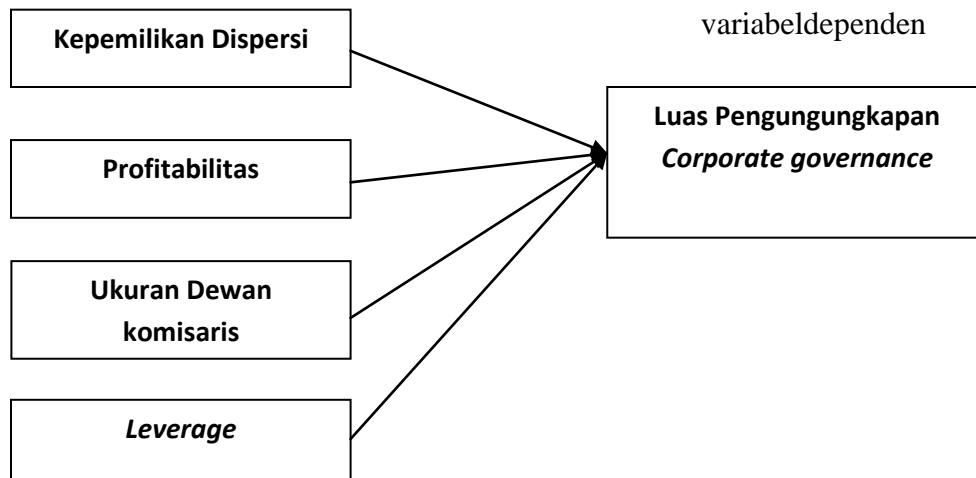 variabeldependen
Kepemilikan Dispersi
Profitabilitas
Ukuran Dewan
komisaris
Leverage
Luas Pengungungkapan
Corporate governance